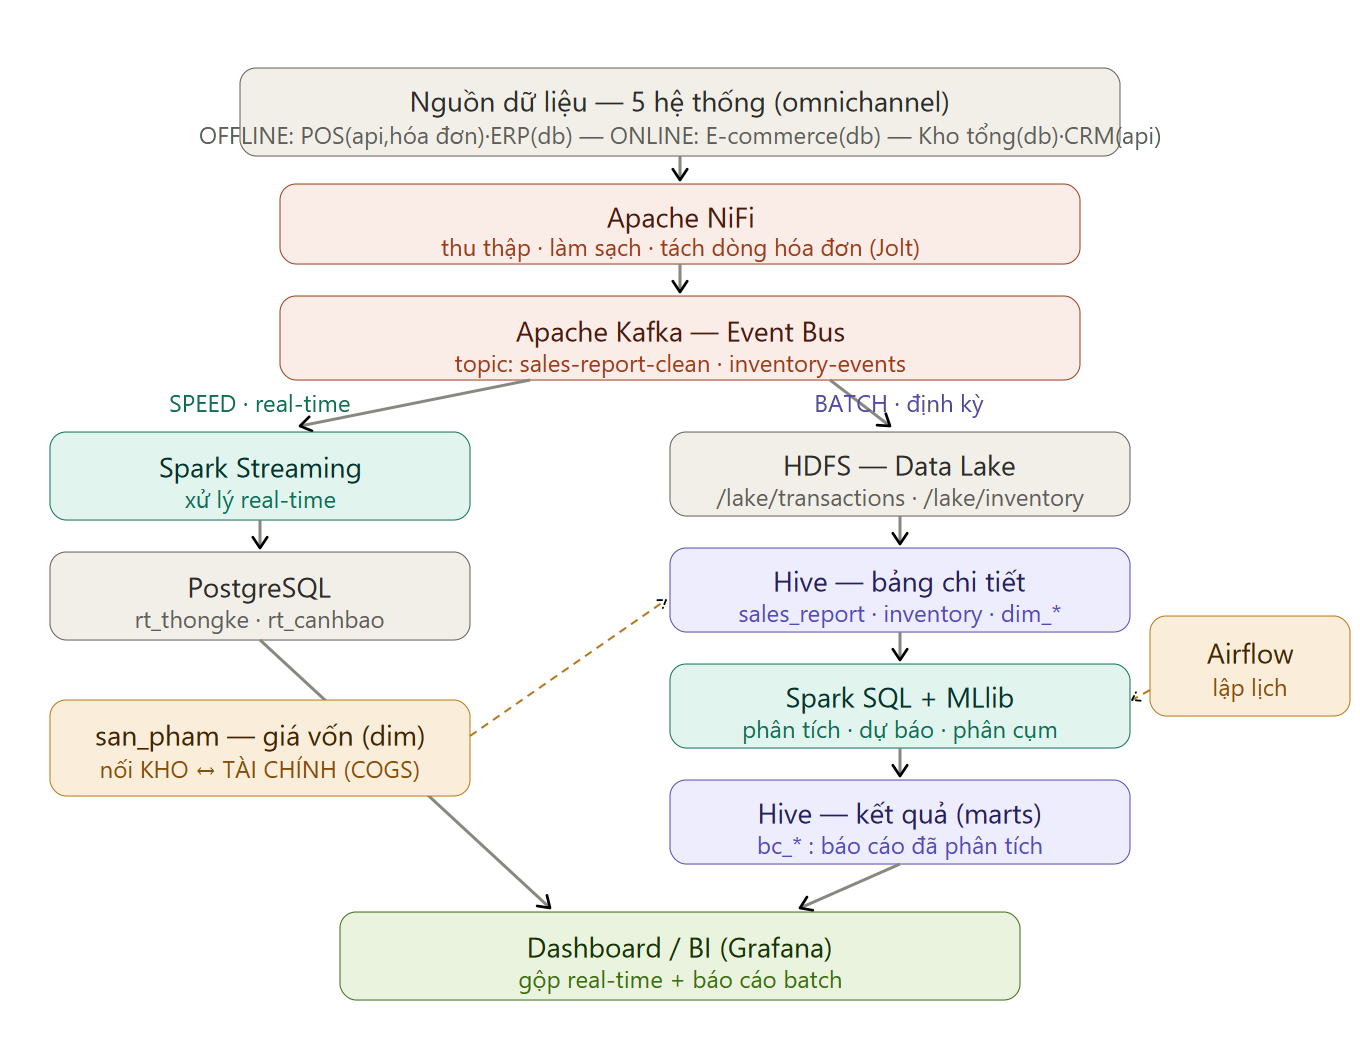 Nguồn dữ liệu — 5 hệ thống (omnichannel)
OFFLINE: POS(api,hóa đơn)·ERP(db) — ONLINE: E-commerce(db) — Kho tổng(db)·CRM(api)
Apache NiFi
thu thập · làm sạch · tách dòng hóa đơn (Jolt)
Apache Kafka — Event Bus
topic: sales-report-clean · inventory-events
SPEED · real-time
BATCH · định kỳ
Spark Streaming
xử lý real-time
HDFS — Data Lake
/lake/transactions · /lake/inventory
PostgreSQL
rt_thongke · rt_canhbao
Hive — bảng chi tiết
sales_report · inventory · dim_*
Airflow
lập lịch
Spark SQL + MLlib
phân tích · dự báo · phân cụm
san_pham — giá vốn (dim)
nối KHO ↔ TÀI CHÍNH (COGS)
Hive — kết quả (marts)
bc_* : báo cáo đã phân tích
Dashboard / BI (Grafana)
gộp real-time + báo cáo batch